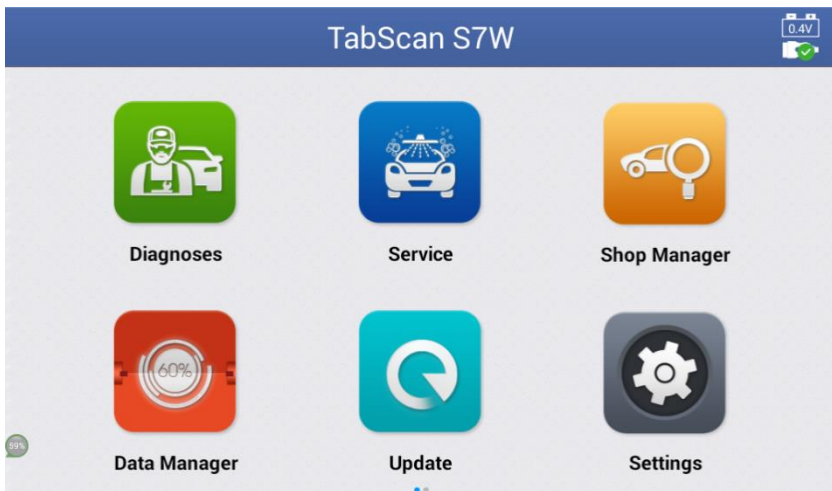 TabScan S7W
0.4V
Diagnoses
Service
Shop Manager
60%
Data Manager
Update
Settings
59%